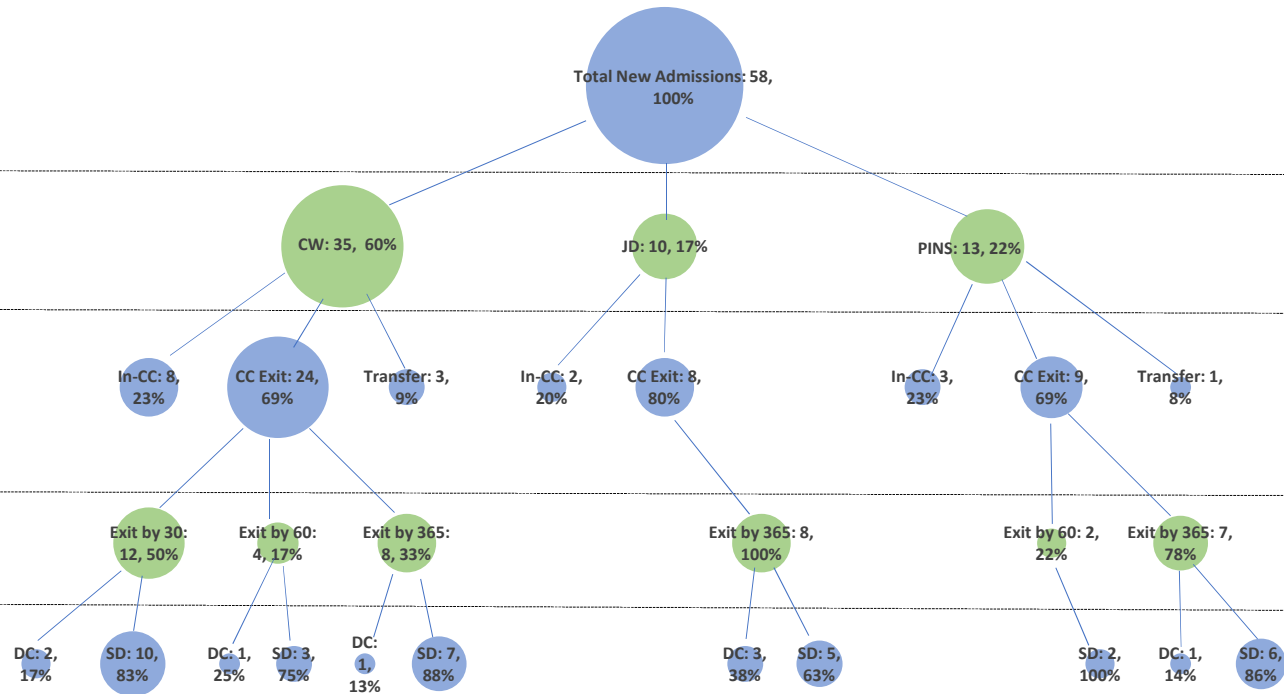 Total New Admissions: 58,
100%
CW: 35, 60%
JD: 10, 17%
PINS: 13, 22%
In-CC: 8,
23%
CC Exit: 24,
69%
Transfer: 3,
9%
In-CC: 2,
20%
CC Exit: 8,
80%
In-CC: 3,
23%
CC Exit: 9,
69%
Transfer: 1,
8%
Exit by 30:
12, 50%
Exit by 60:
4, 17%
Exit by 365:
8, 33%
Exit by 365: 8,
100%
Exit by 60: 2,
22%
Exit by 365: 7,
78%
DC: 2,
17%
SD: 10,
83%
DC: 1,
25%
SD: 3,
75%
DC:
1,
13%
SD: 7,
88%
DC: 3,
38%
SD: 5,
63%
SD: 2,
100%
DC: 1,
14%
SD: 6,
86%